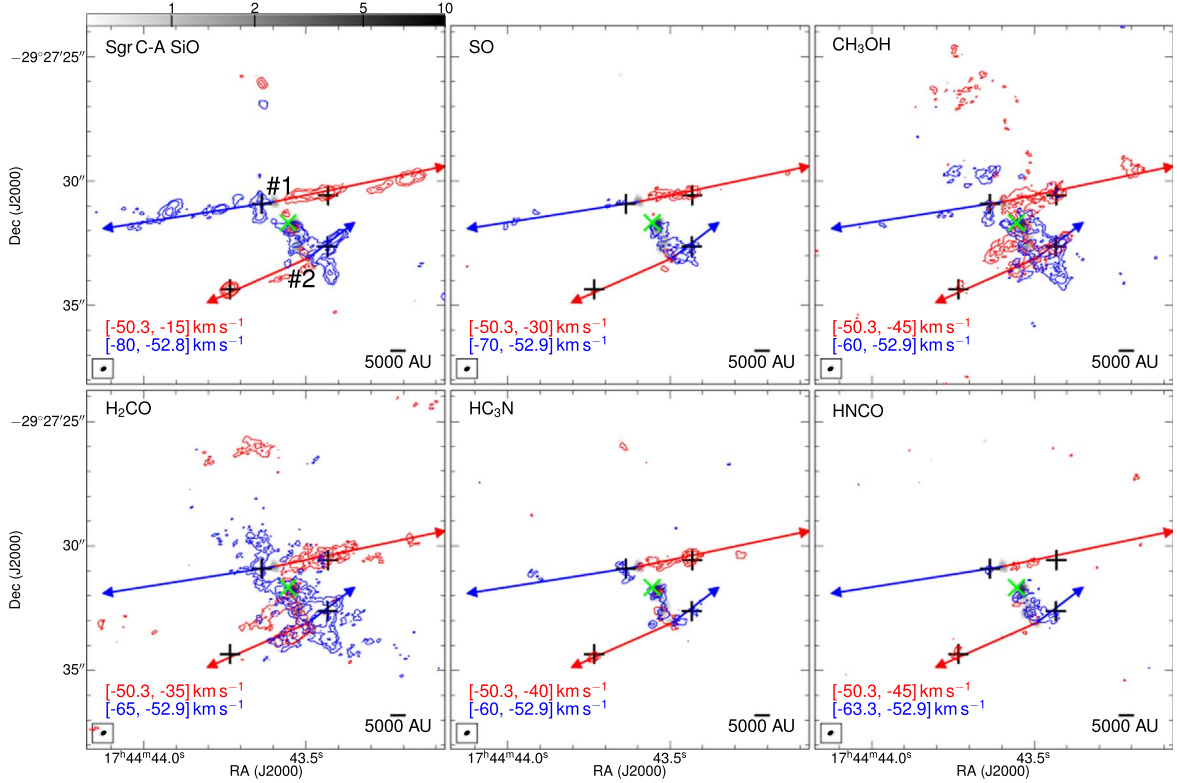 1 2 5 10
Sgr C-A SiO
SO
CH₃OH
−29°27′25″
30″
35″
Dec (J2000)
#1
#2
[-50.3, -15] km s⁻¹
[-80, -52.8] km s⁻¹
5000 AU
[-50.3, -30] km s⁻¹
[-70, -52.9] km s⁻¹
5000 AU
[-50.3, -45] km s⁻¹
[-60, -52.9] km s⁻¹
5000 AU
H₂CO
HC₃N
HNCO
−29°27′25″
30″
35″
Dec (J2000)
[-50.3, -35] km s⁻¹
[-65, -52.9] km s⁻¹
5000 AU
[-50.3, -40] km s⁻¹
[-60, -52.9] km s⁻¹
5000 AU
[-50.3, -45] km s⁻¹
[-63.3, -52.9] km s⁻¹
5000 AU
17ʰ44ᵐ44.0ˢ 43.5ˢ
RA (J2000)
17ʰ44ᵐ44.0ˢ 43.5ˢ
RA (J2000)
17ʰ44ᵐ44.0ˢ 43.5ˢ
RA (J2000)